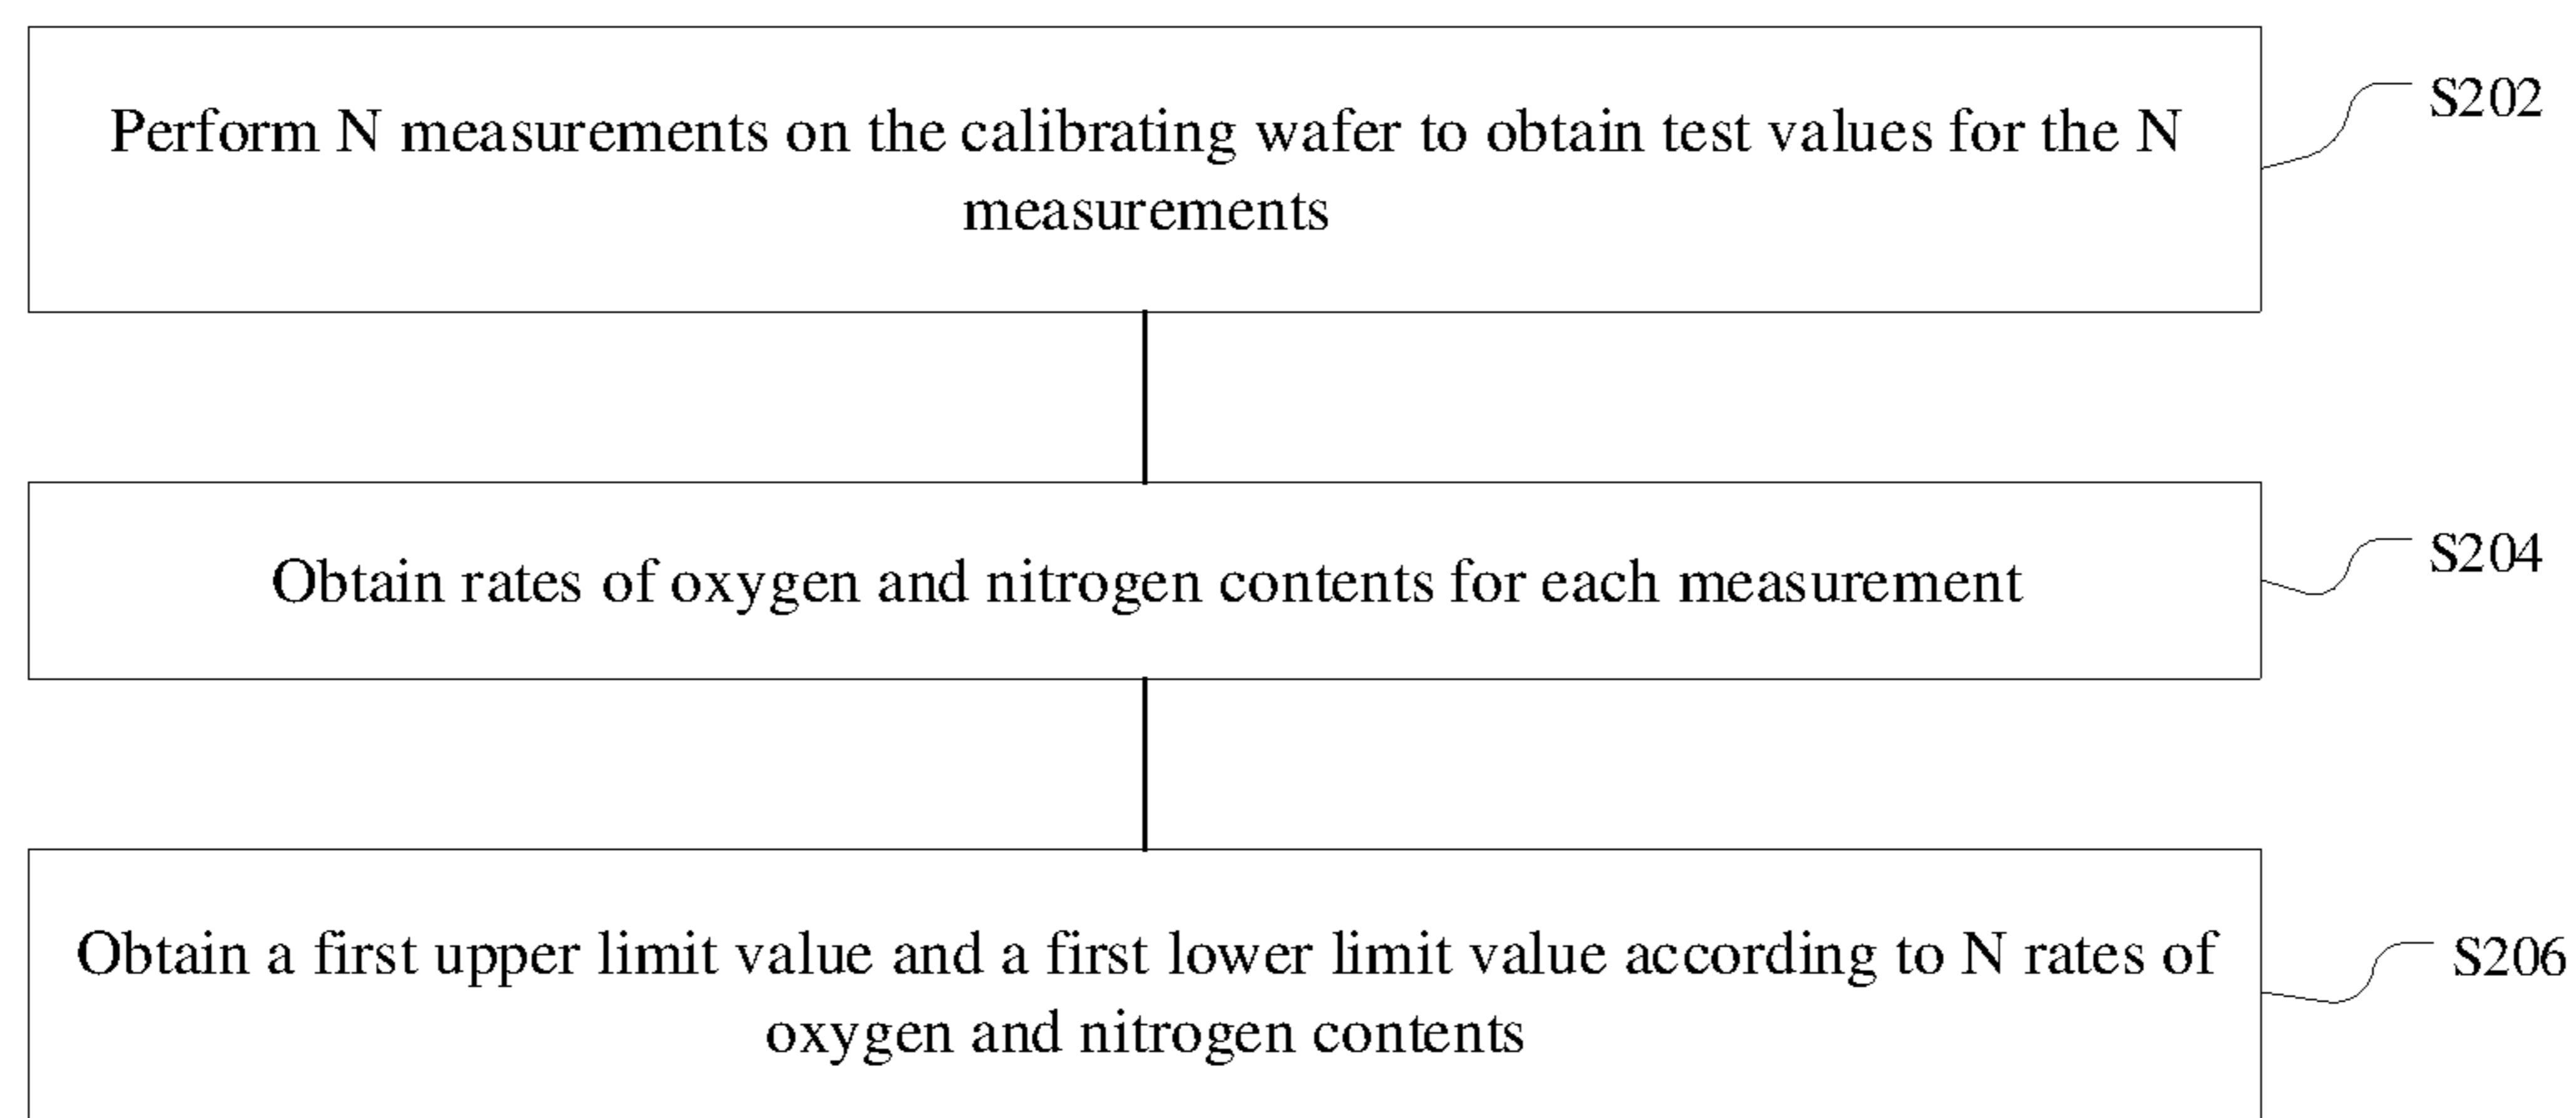 Perform N measurements on the calibrating wafer to obtain test values for the N
measurements
S202
Obtain rates of oxygen and nitrogen contents for each measurement
S204
Obtain a first upper limit value and a first lower limit value according to N rates of
oxygen and nitrogen contents
S206